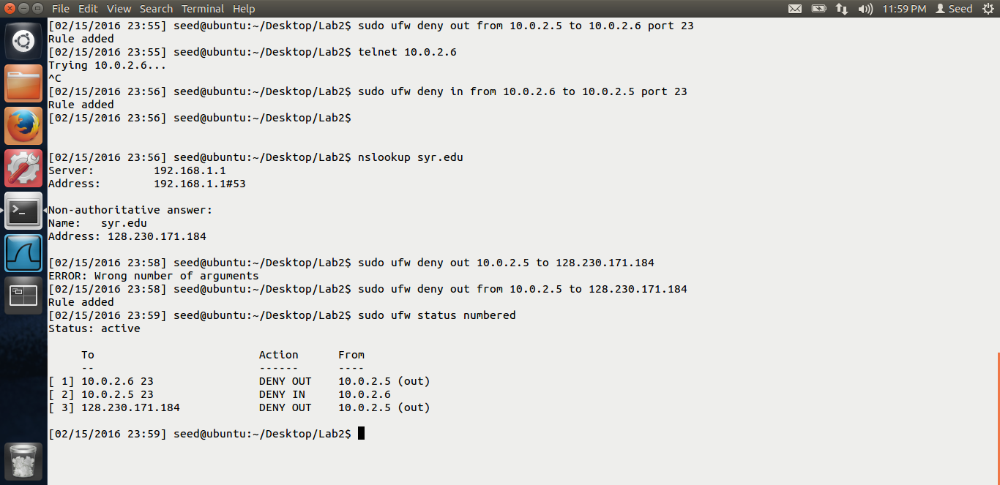 File Edit View Search Terminal Help 11:59 PM Seed
[02/15/2016 23:55] seed@ubuntu:~/Desktop/Lab2$ sudo ufw deny out from 10.0.2.5 to 10.0.2.6 port 23
Rule added
[02/15/2016 23:55] seed@ubuntu:~/Desktop/Lab2$ telnet 10.0.2.6
Trying 10.0.2.6...
^C
[02/15/2016 23:56] seed@ubuntu:~/Desktop/Lab2$ sudo ufw deny in from 10.0.2.6 to 10.0.2.5 port 23
Rule added
[02/15/2016 23:56] seed@ubuntu:~/Desktop/Lab2$
[02/15/2016 23:56] seed@ubuntu:~/Desktop/Lab2$ nslookup syr.edu
Server:         192.168.1.1
Address:        192.168.1.1#53
Non-authoritative answer:
Name:   syr.edu
Address: 128.230.171.184
[02/15/2016 23:58] seed@ubuntu:~/Desktop/Lab2$ sudo ufw deny out 10.0.2.5 to 128.230.171.184
ERROR: Wrong number of arguments
[02/15/2016 23:58] seed@ubuntu:~/Desktop/Lab2$ sudo ufw deny out from 10.0.2.5 to 128.230.171.184
Rule added
[02/15/2016 23:59] seed@ubuntu:~/Desktop/Lab2$ sudo ufw status numbered
Status: active
     To                         Action      From
     --                         ------      ----
[ 1] 10.0.2.6 23                DENY OUT    10.0.2.5 (out)
[ 2] 10.0.2.5 23                DENY IN     10.0.2.6
[ 3] 128.230.171.184            DENY OUT    10.0.2.5 (out)
[02/15/2016 23:59] seed@ubuntu:~/Desktop/Lab2$